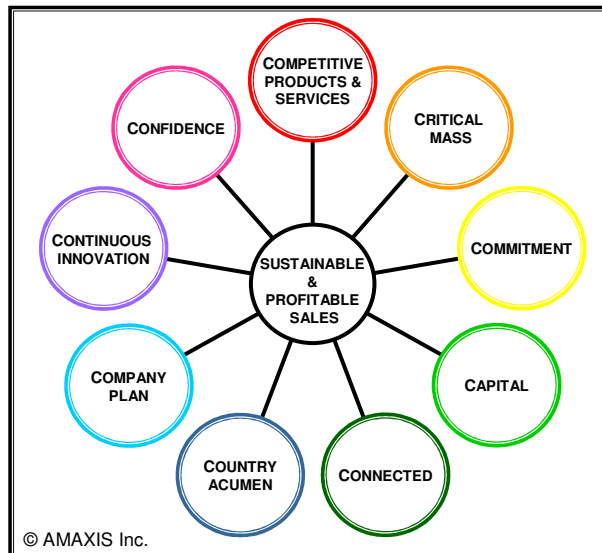 COMPETITIVE
PRODUCTS &
SERVICES
CRITICAL
MASS
COMMITMENT
CAPITAL
CONNECTED
COUNTRY
ACUMEN
COMPANY
PLAN
CONTINUOUS
INNOVATION
CONFIDENCE
SUSTAINABLE
&
PROFITABLE
SALES
© AMAXIS Inc.